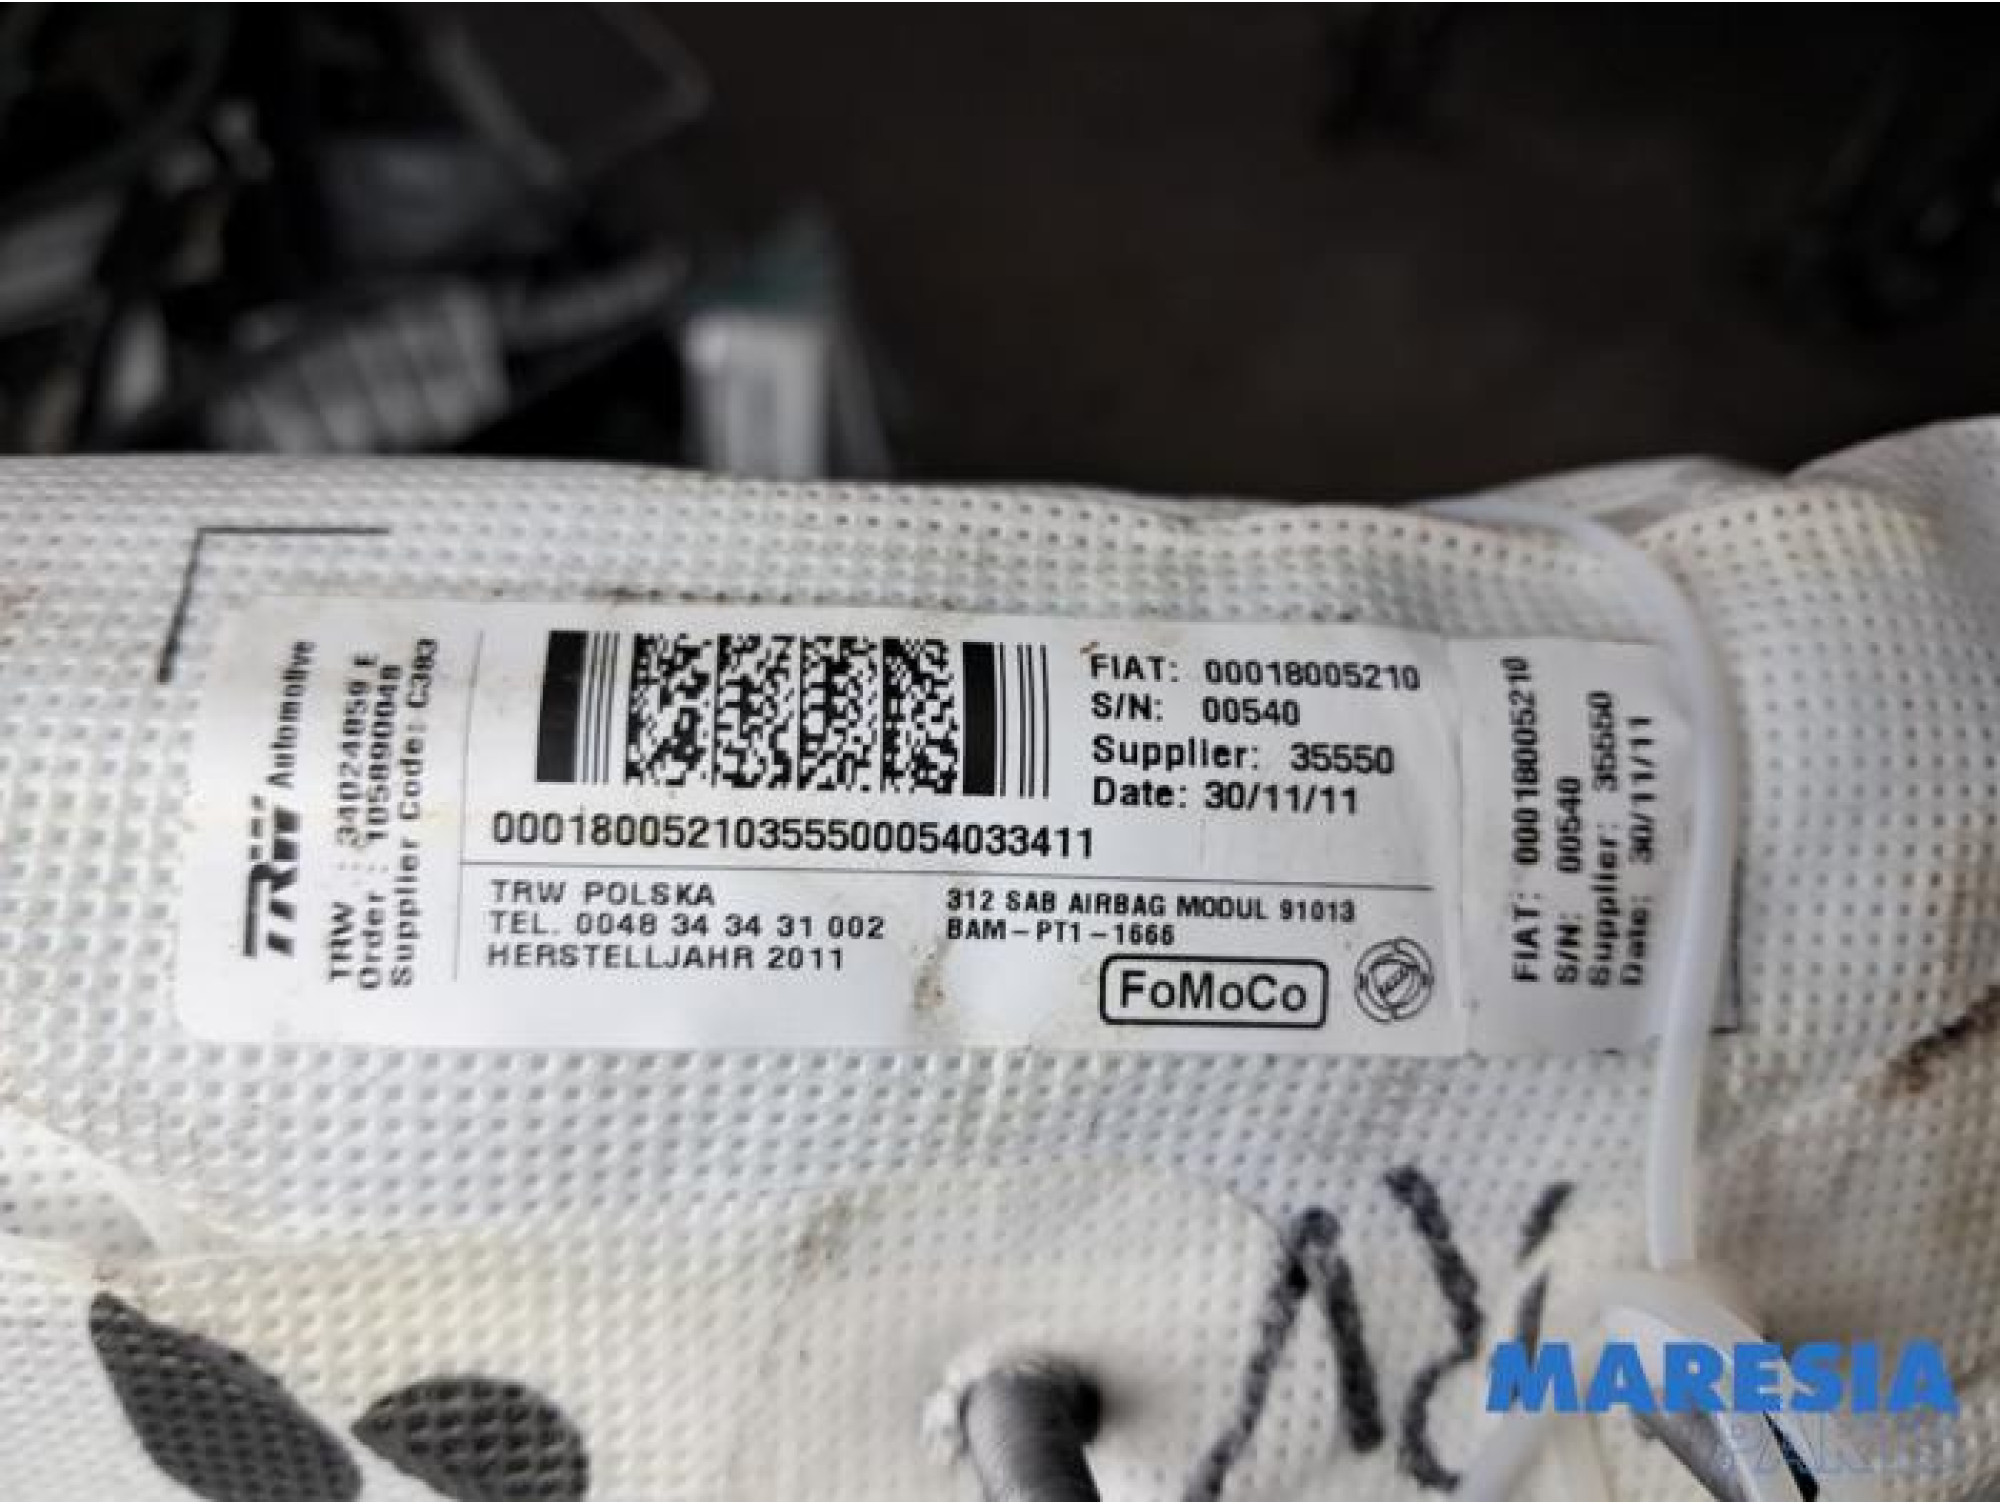 TRW Automotive
TRW : 34024859 E
Order : 105890048
Supplier Code: C383
FIAT: 00018005210
S/N: 00540
Supplier: 35550
Date: 30/11/11
00018005210355500054033411
TRW POLSKA
TEL. 0048 34 34 31 002
HERSTELLJAHR 2011
312 SAB AIRBAG MODUL 91013
BAM-PT1-1666
FoMoCo
FIAT: 00018005210
S/N: 00540
Supplier: 35550
Date: 30/11/11
MARESIA
PARTS